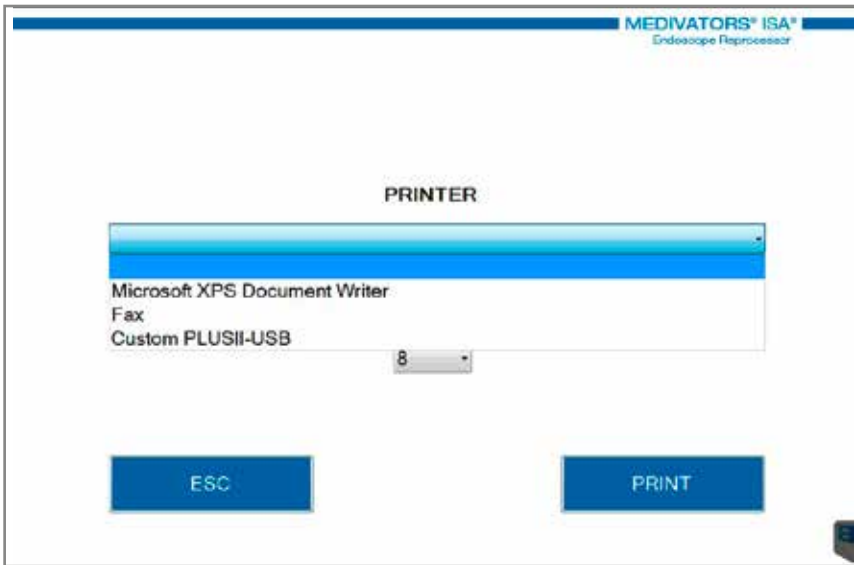 MEDIVATORS® ISA®
Endoscope Reprocessor
PRINTER
Microsoft XPS Document Writer
Fax
Custom PLUSII-USB
8
ESC
PRINT